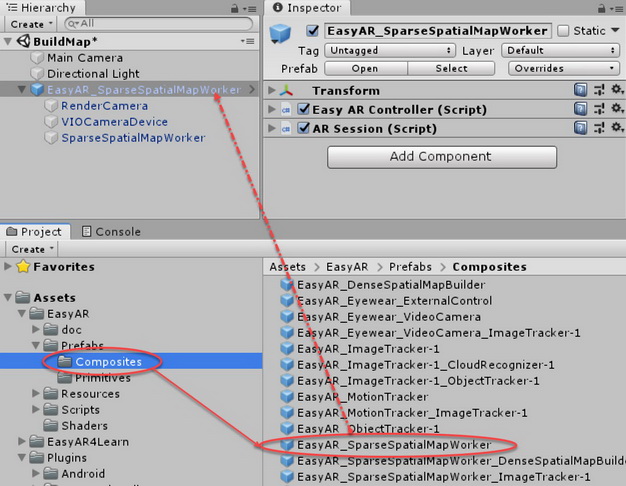 Hierarchy
Create
All
BuildMap*
Main Camera
Directional Light
EasyAR_SparseSpatialMapWorker
RenderCamera
VIOCameraDevice
SparseSpatialMapWorker
Inspector
EasyAR_SparseSpatialMapWorker Static
Tag Untagged Layer Default
Prefab Open Select Overrides
Transform
Easy AR Controller (Script)
AR Session (Script)
Add Component
Project Console
Create
Favorites
Assets
EasyAR
doc
Prefabs
Composites
Primitives
Resources
Scripts
Shaders
EasyAR4Learn
Plugins
Android
Assets > EasyAR > Prefabs > Composites
EasyAR_DenseSpatialMapBuilder
EasyAR_Eyewear_ExternalControl
EasyAR_Eyewear_VideoCamera
EasyAR_Eyewear_VideoCamera_ImageTracker-1
EasyAR_ImageTracker-1
EasyAR_ImageTracker-1_CloudRecognizer-1
EasyAR_ImageTracker-1_ObjectTracker-1
EasyAR_MotionTracker
EasyAR_MotionTracker_ImageTracker-1
EasyAR_ObjectTracker-1
EasyAR_SparseSpatialMapWorker
EasyAR_SparseSpatialMapWorker_DenseSpatialMapBuilde
EasyAR_SparseSpatialMapWorker_ImageTracker-1